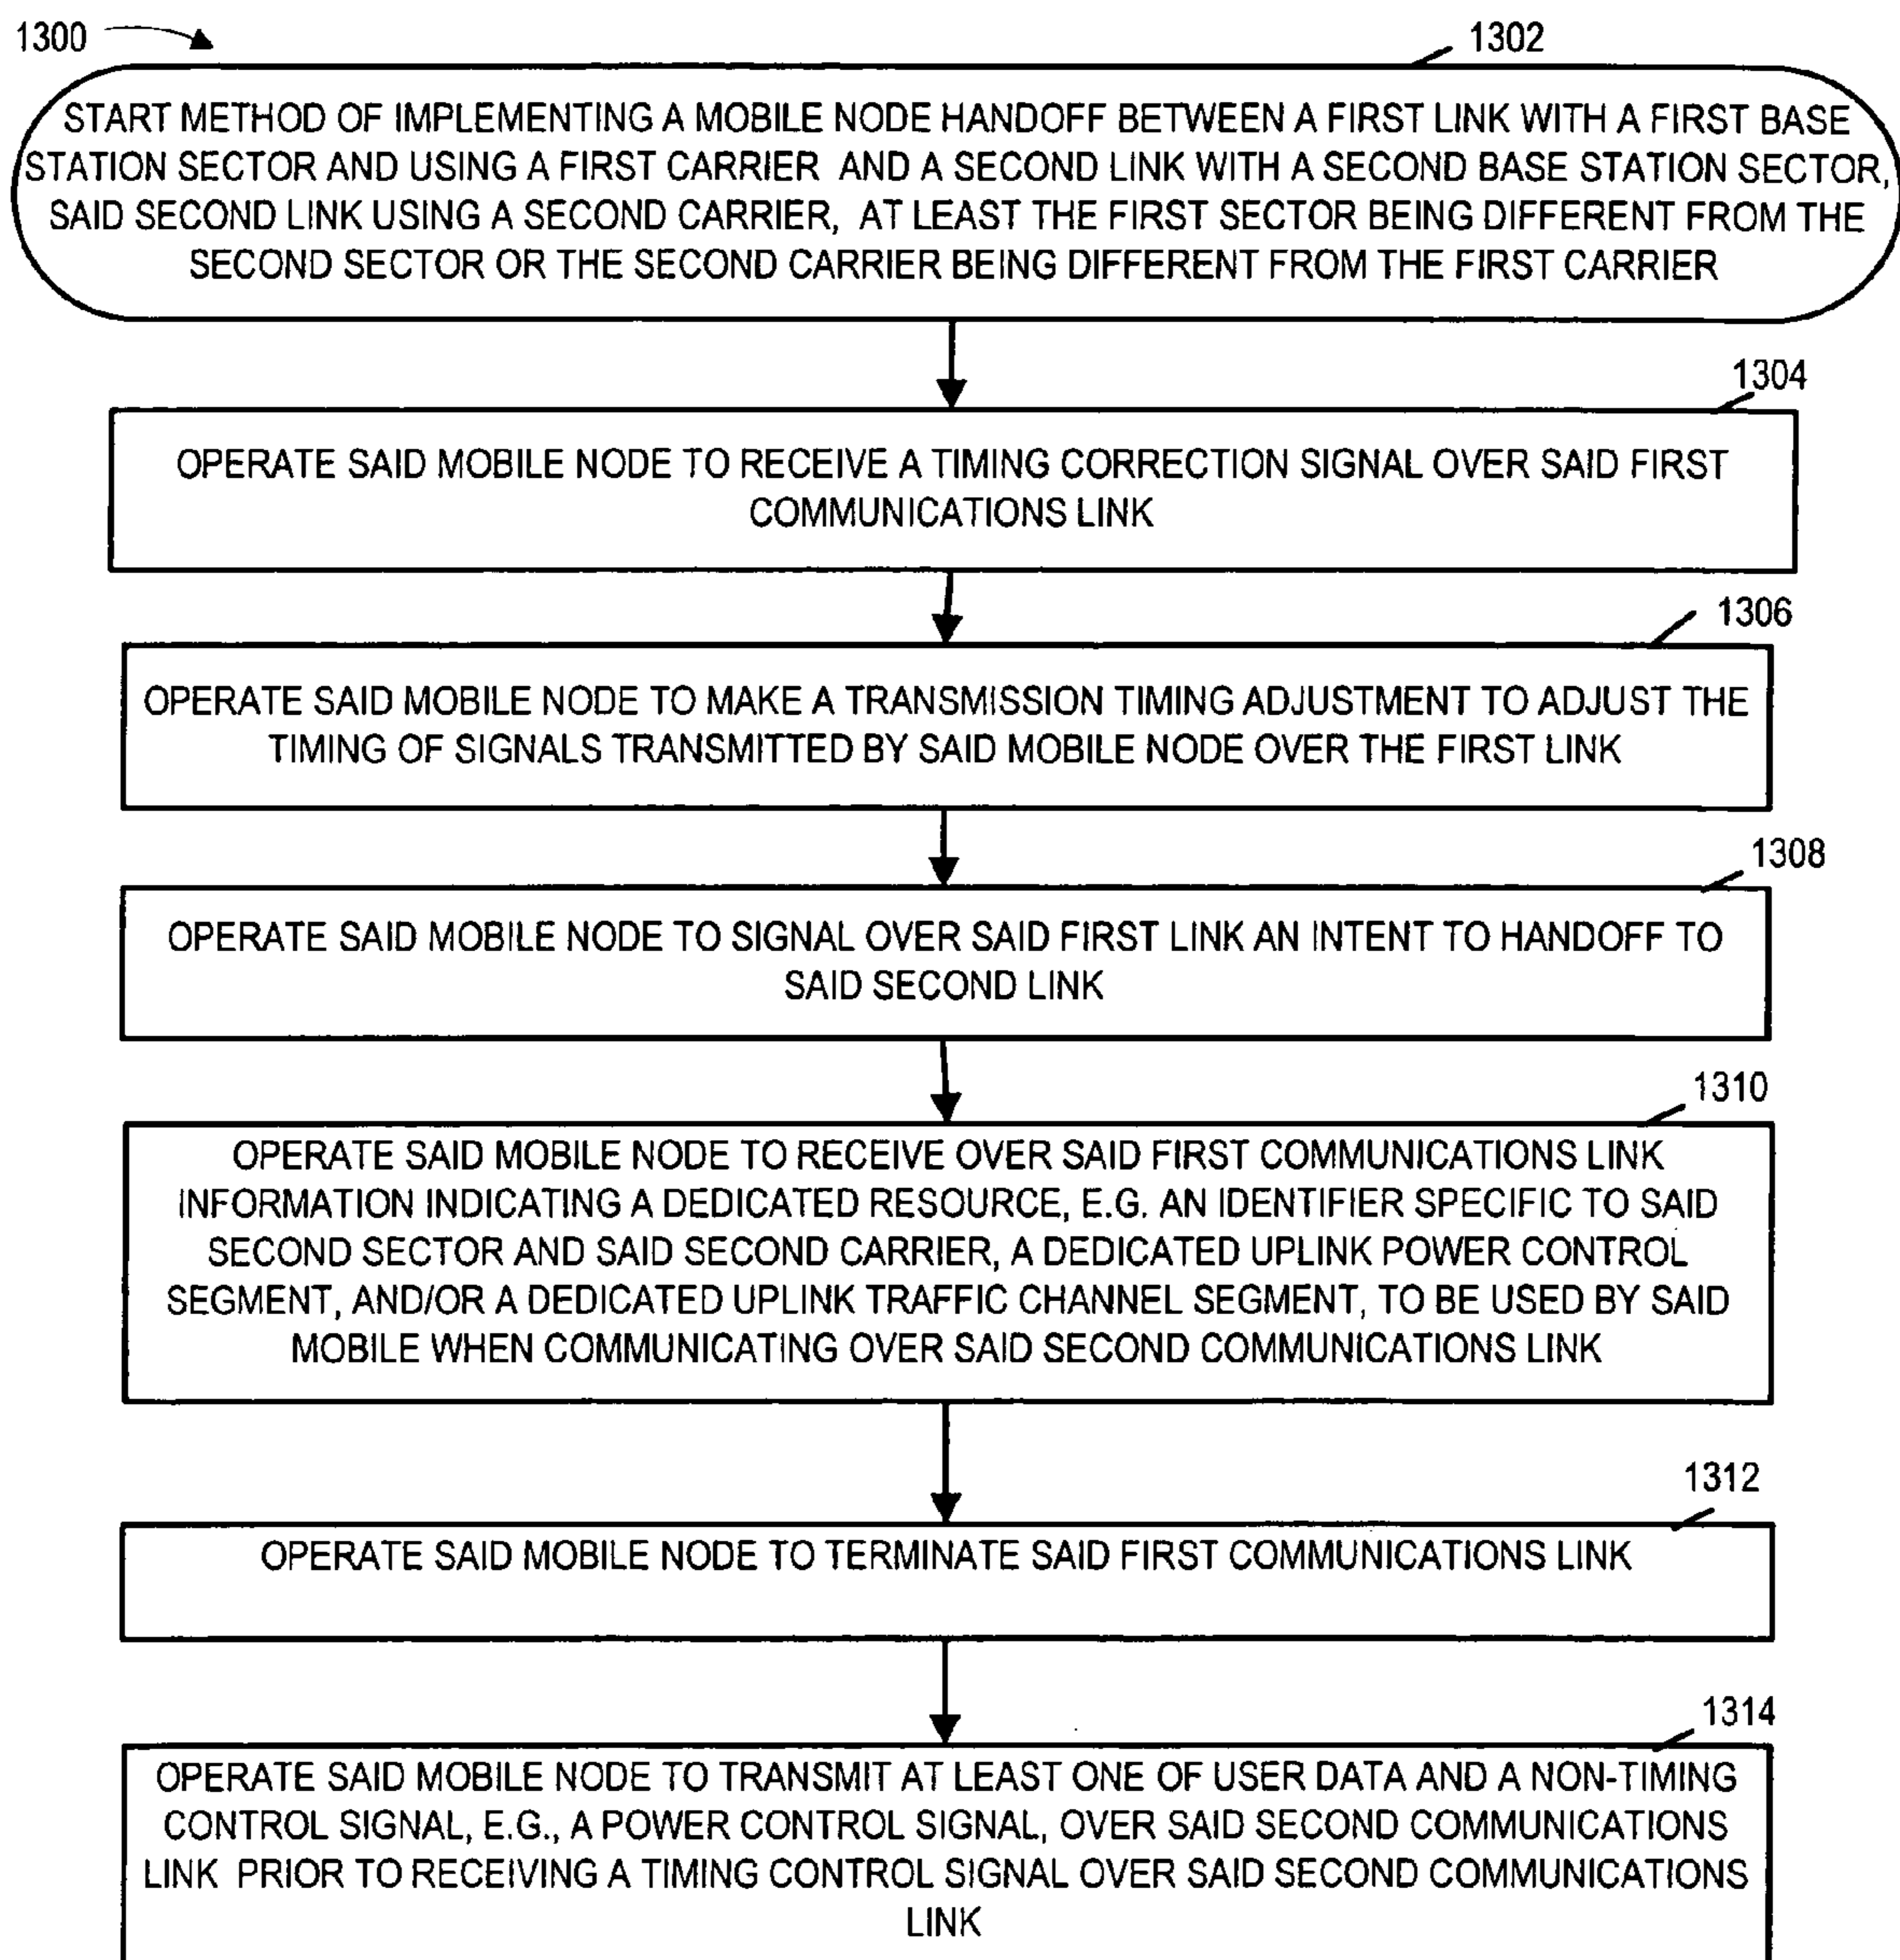 1300
1302
START METHOD OF IMPLEMENTING A MOBILE NODE HANDOFF BETWEEN A FIRST LINK WITH A FIRST BASE
STATION SECTOR AND USING A FIRST CARRIER AND A SECOND LINK WITH A SECOND BASE STATION SECTOR,
SAID SECOND LINK USING A SECOND CARRIER, AT LEAST THE FIRST SECTOR BEING DIFFERENT FROM THE
SECOND SECTOR OR THE SECOND CARRIER BEING DIFFERENT FROM THE FIRST CARRIER
1304
OPERATE SAID MOBILE NODE TO RECEIVE A TIMING CORRECTION SIGNAL OVER SAID FIRST
COMMUNICATIONS LINK
1306
OPERATE SAID MOBILE NODE TO MAKE A TRANSMISSION TIMING ADJUSTMENT TO ADJUST THE
TIMING OF SIGNALS TRANSMITTED BY SAID MOBILE NODE OVER THE FIRST LINK
1308
OPERATE SAID MOBILE NODE TO SIGNAL OVER SAID FIRST LINK AN INTENT TO HANDOFF TO
SAID SECOND LINK
1310
OPERATE SAID MOBILE NODE TO RECEIVE OVER SAID FIRST COMMUNICATIONS LINK
INFORMATION INDICATING A DEDICATED RESOURCE, E.G. AN IDENTIFIER SPECIFIC TO SAID
SECOND SECTOR AND SAID SECOND CARRIER, A DEDICATED UPLINK POWER CONTROL
SEGMENT, AND/OR A DEDICATED UPLINK TRAFFIC CHANNEL SEGMENT, TO BE USED BY SAID
MOBILE WHEN COMMUNICATING OVER SAID SECOND COMMUNICATIONS LINK
1312
OPERATE SAID MOBILE NODE TO TERMINATE SAID FIRST COMMUNICATIONS LINK
1314
OPERATE SAID MOBILE NODE TO TRANSMIT AT LEAST ONE OF USER DATA AND A NON-TIMING
CONTROL SIGNAL, E.G., A POWER CONTROL SIGNAL, OVER SAID SECOND COMMUNICATIONS
LINK PRIOR TO RECEIVING A TIMING CONTROL SIGNAL OVER SAID SECOND COMMUNICATIONS
LINK